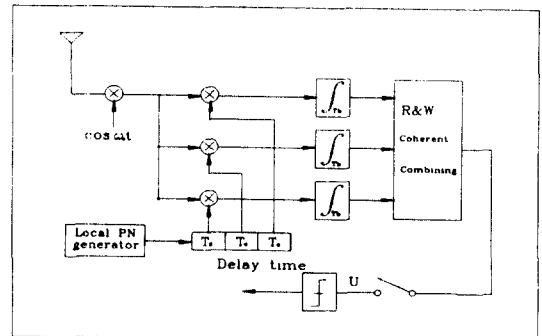 cos ωt
∫ Tb
∫ Tb
∫ Tb
R&W
Coherent
Combining
Local PN
generator
Tc Tc Tc
Delay time
U